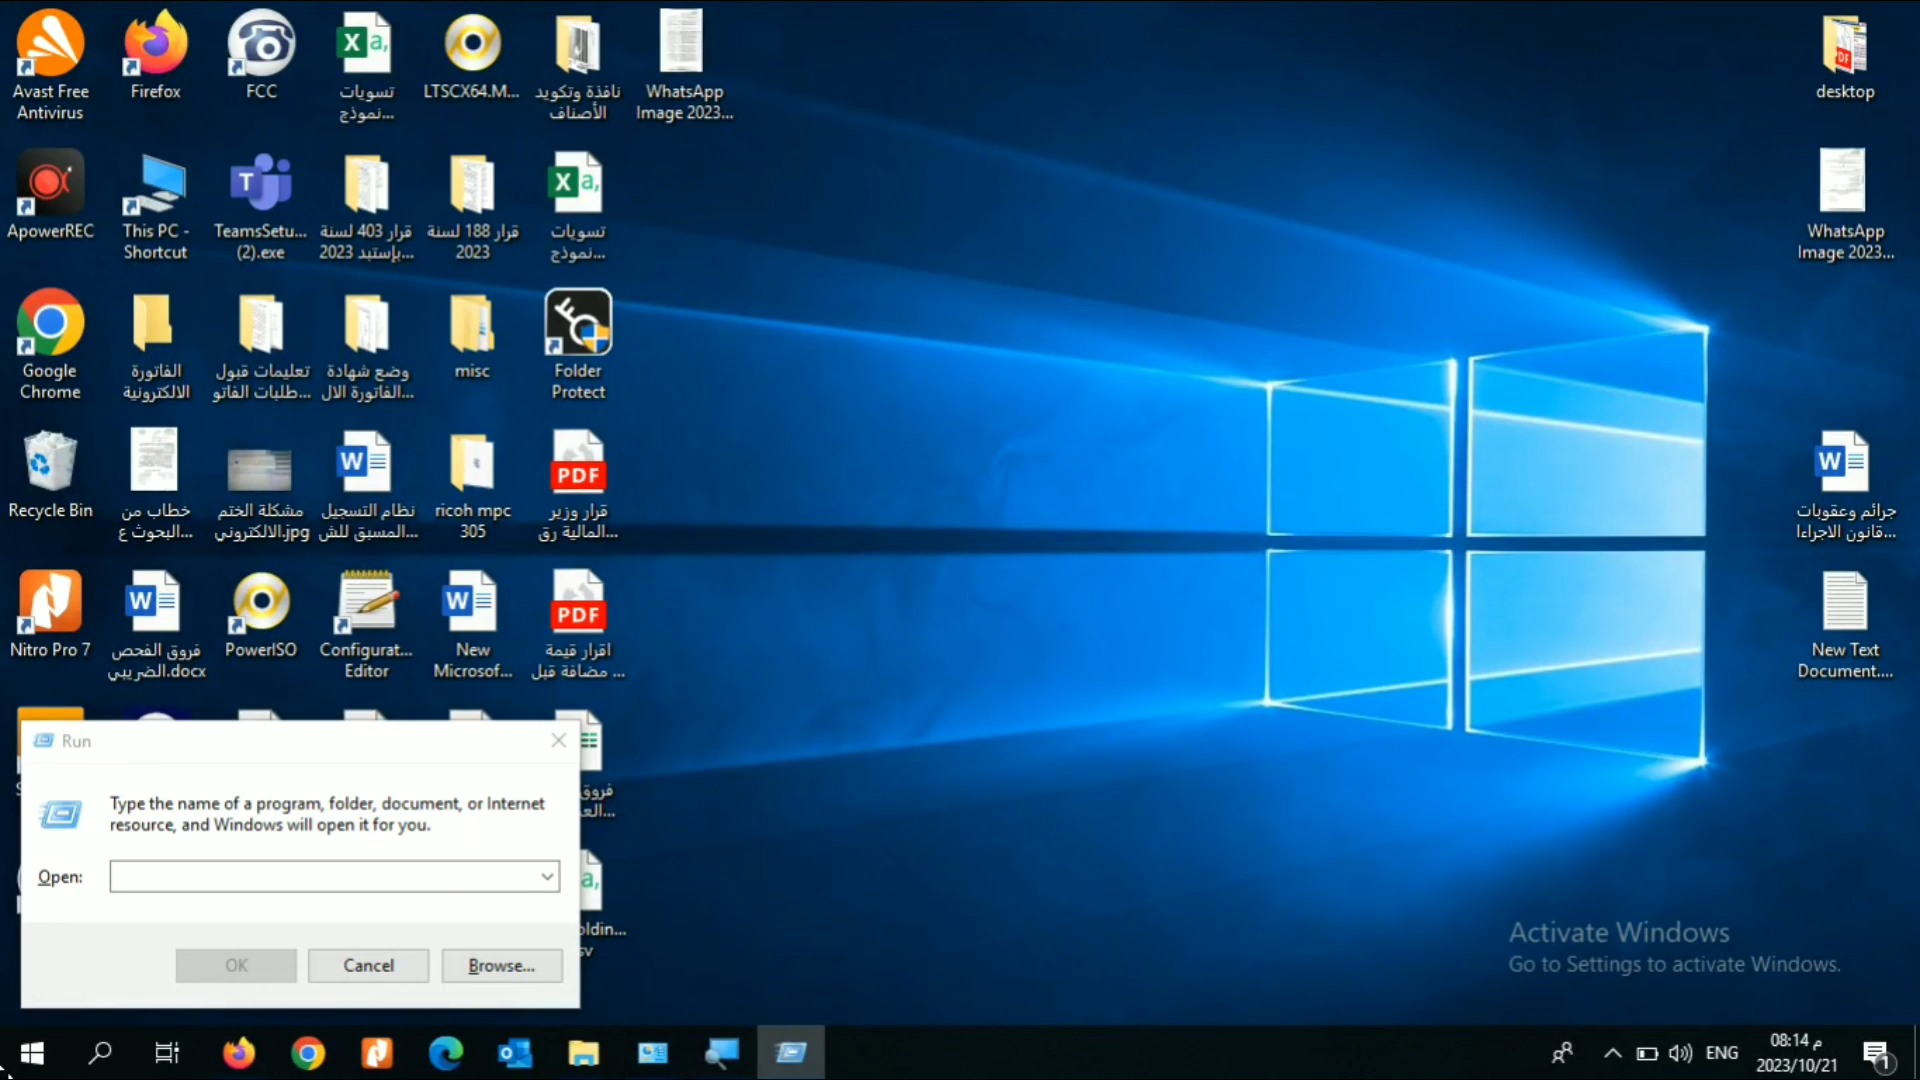 Avast Free
Antivirus
Firefox
FCC
تسويات
نموذج...
LTSCX64.M...
نافذة وتكويد
الأصناف
WhatsApp
Image 2023...
desktop
ApowerREC
This PC -
Shortcut
TeamsSetu...
(2).exe
قرار 403 لسنة
2023 بإستبد...
قرار 188 لسنة
2023
تسويات
نموذج...
WhatsApp
Image 2023...
Google
Chrome
الفاتورة
الالكترونية
تعليمات قبول
طلبات الفاتو...
وضع شهادة
الفاتورة الال...
misc
Folder
Protect
Recycle Bin
خطاب من
البحوث ع...
مشكلة الختم
الالكتروني.jpg
نظام التسجيل
المسبق للش...
ricoh mpc
305
PDF
قرار وزير
المالية رق...
جرائم وعقوبات
قانون الاجراءا...
Nitro Pro 7
فروق الفحص
الضريبي.docx
PowerISO
Configurat...
Editor
New
Microsof...
PDF
اقرار قيمة
مضافة قبل ...
New Text
Document....
Run
Type the name of a program, folder, document, or Internet
resource, and Windows will open it for you.
Open:
OK
Cancel
Browse...
فروق
Activate Windows
Go to Settings to activate Windows.
ENG
08:14 م
2023/10/21
1